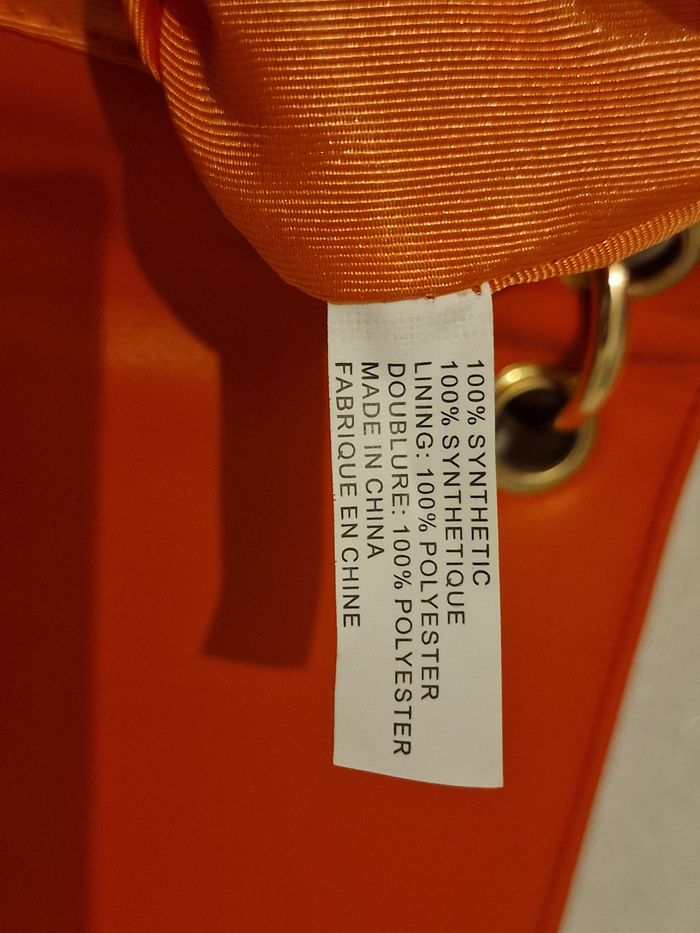 100% SYNTHETIC
100% SYNTHETIQUE
LINING: 100% POLYESTER
DOUBLURE: 100% POLYESTER
MADE IN CHINA
FABRIQUE EN CHINE